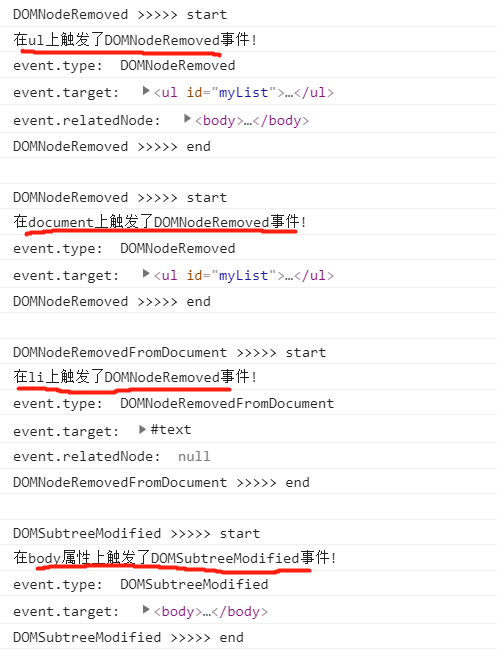 DOMNodeRemoved >>>>> start
在ul上触发了DOMNodeRemoved事件!
event.type: DOMNodeRemoved
event.target: ▶<ul id="myList">…</ul>
event.relatedNode: ▶<body>…</body>
DOMNodeRemoved >>>>> end
DOMNodeRemoved >>>>> start
在document上触发了DOMNodeRemoved事件!
event.type: DOMNodeRemoved
event.target: ▶<ul id="myList">…</ul>
DOMNodeRemoved >>>>> end
DOMNodeRemovedFromDocument >>>>> start
在li上触发了DOMNodeRemoved事件!
event.type: DOMNodeRemovedFromDocument
event.target: ▶#text
event.relatedNode: null
DOMNodeRemovedFromDocument >>>>> end
DOMSubtreeModified >>>>> start
在body属性上触发了DOMSubtreeModified事件!
event.type: DOMSubtreeModified
event.target: ▶<body>…</body>
DOMSubtreeModified >>>>> end